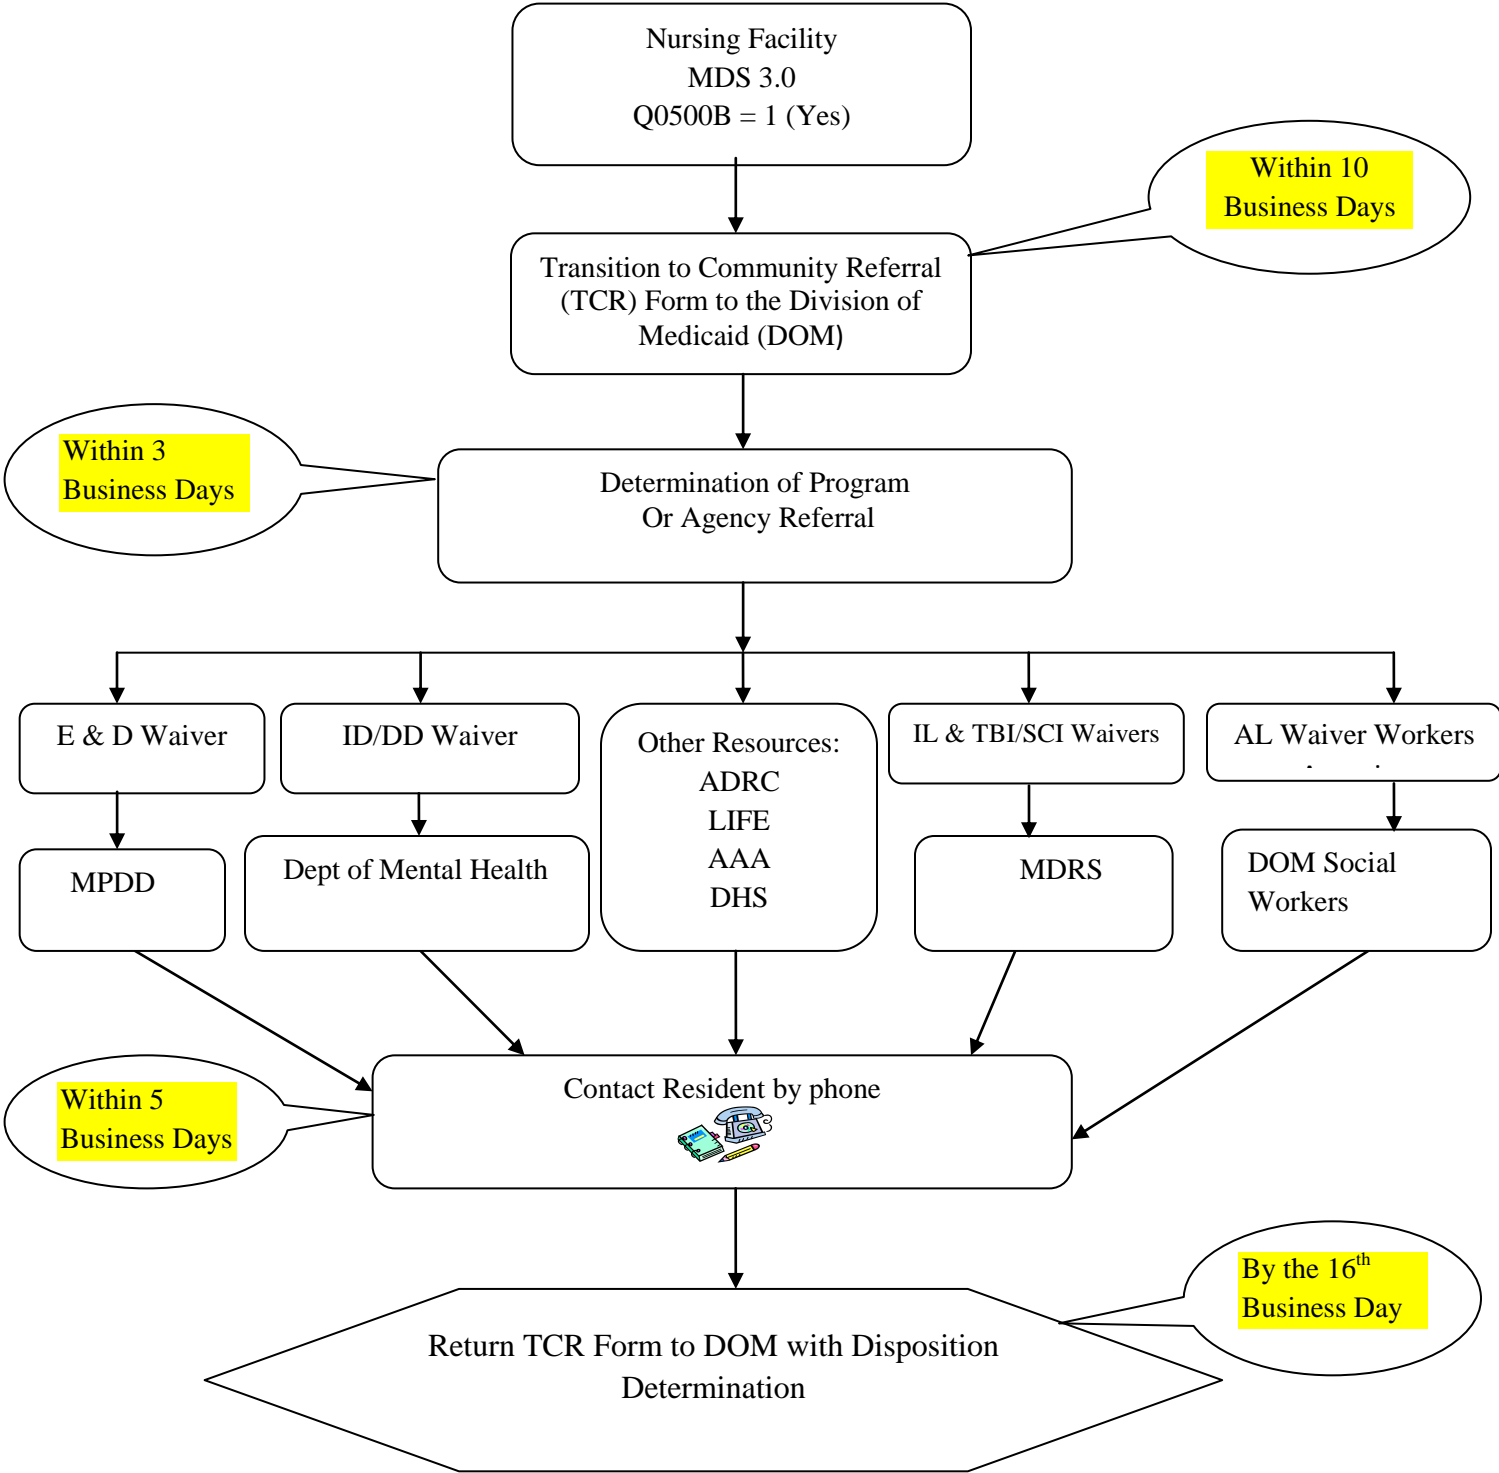 Nursing Facility
MDS 3.0
Q0500B = 1 (Yes)
Within 10
Business Days
Transition to Community Referral
(TCR) Form to the Division of
Medicaid (DOM)
Within 3
Business Days
Determination of Program
Or Agency Referral
E & D Waiver
ID/DD Waiver
Other Resources:
ADRC
LIFE
AAA
DHS
IL & TBI/SCI Waivers
AL Waiver Workers
MPDD
Dept of Mental Health
MDRS
DOM Social
Workers
Within 5
Business Days
Contact Resident by phone
By the 16th
Business Day
Return TCR Form to DOM with Disposition
Determination